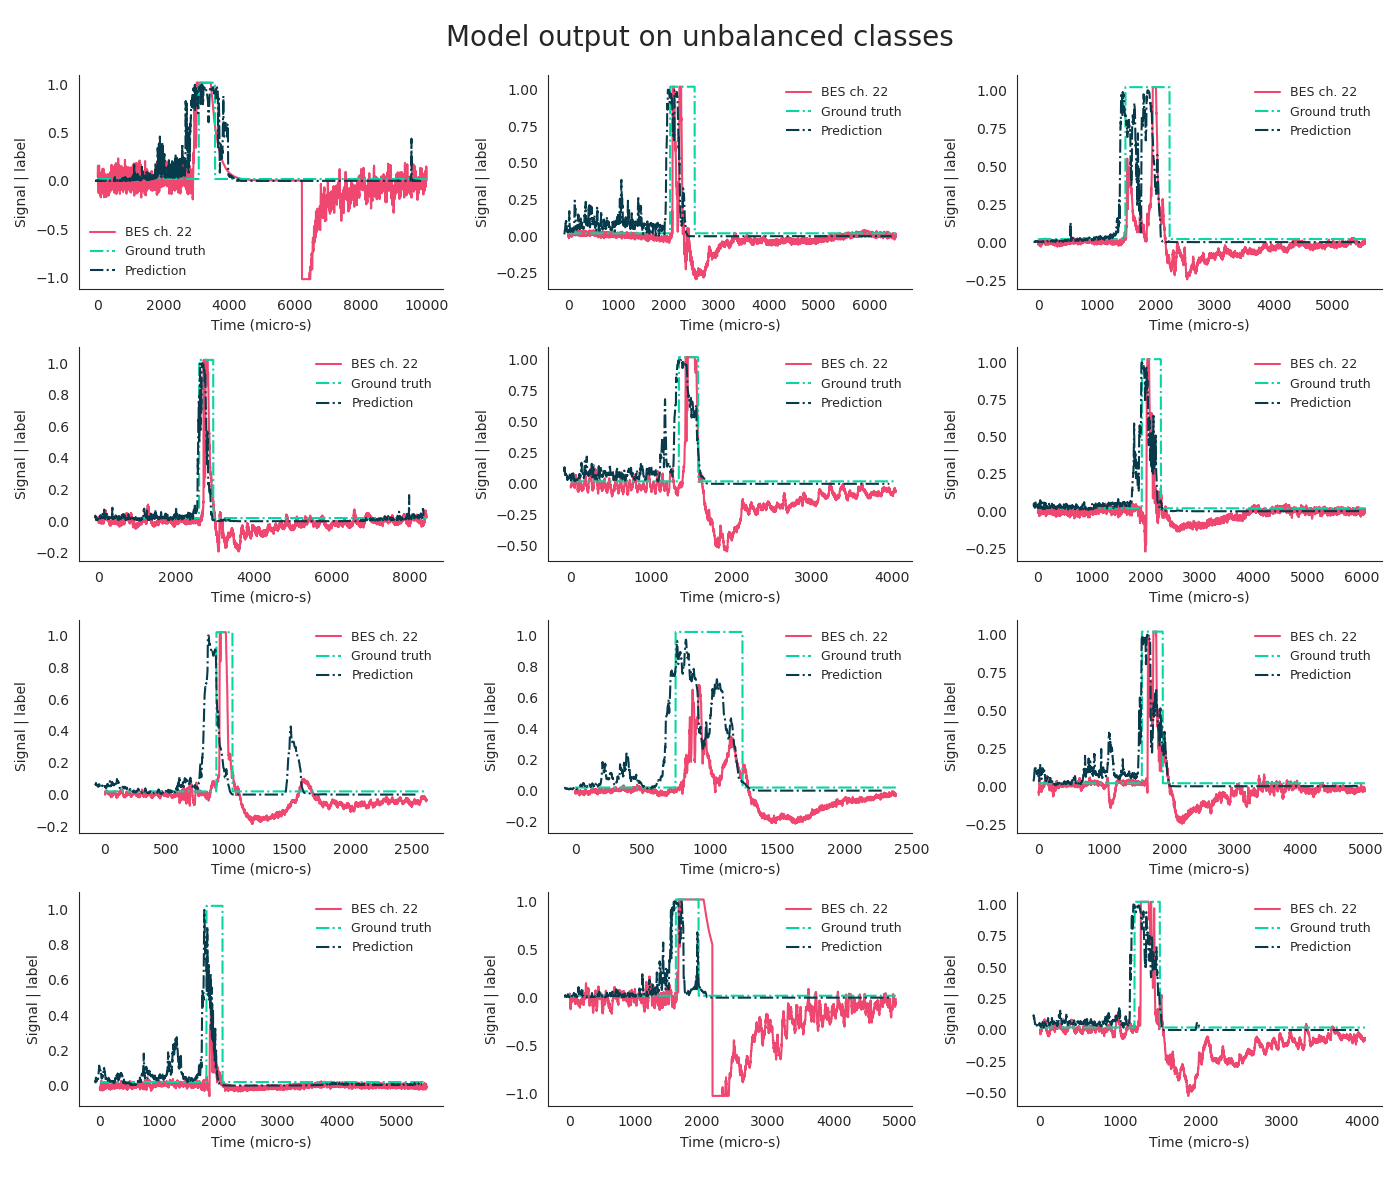 Model output on unbalanced classes
1.0
0.5
0.0
−0.5
−1.0
Signal | label
BES ch. 22
Ground truth
Prediction
0 2000 4000 6000 8000 10000
Time (micro-s)
1.00
0.75
0.50
0.25
0.00
−0.25
Signal | label
BES ch. 22
Ground truth
Prediction
0 1000 2000 3000 4000 5000 6000
Time (micro-s)
1.00
0.75
0.50
0.25
0.00
−0.25
Signal | label
BES ch. 22
Ground truth
Prediction
0 1000 2000 3000 4000 5000
Time (micro-s)
1.0
0.8
0.6
0.4
0.2
0.0
−0.2
Signal | label
BES ch. 22
Ground truth
Prediction
0 2000 4000 6000 8000
Time (micro-s)
1.00
0.75
0.50
0.25
0.00
−0.25
−0.50
Signal | label
BES ch. 22
Ground truth
Prediction
0 1000 2000 3000 4000
Time (micro-s)
1.00
0.75
0.50
0.25
0.00
−0.25
Signal | label
BES ch. 22
Ground truth
Prediction
0 1000 2000 3000 4000 5000 6000
Time (micro-s)
1.0
0.8
0.6
0.4
0.2
0.0
−0.2
Signal | label
BES ch. 22
Ground truth
Prediction
0 500 1000 1500 2000 2500
Time (micro-s)
1.0
0.8
0.6
0.4
0.2
0.0
−0.2
Signal | label
BES ch. 22
Ground truth
Prediction
0 500 1000 1500 2000 2500
Time (micro-s)
1.00
0.75
0.50
0.25
0.00
−0.25
Signal | label
BES ch. 22
Ground truth
Prediction
0 1000 2000 3000 4000 5000
Time (micro-s)
1.0
0.8
0.6
0.4
0.2
0.0
Signal | label
BES ch. 22
Ground truth
Prediction
0 1000 2000 3000 4000 5000
Time (micro-s)
1.0
0.5
0.0
−0.5
−1.0
Signal | label
BES ch. 22
Ground truth
Prediction
0 1000 2000 3000 4000 5000
Time (micro-s)
1.00
0.75
0.50
0.25
0.00
−0.25
−0.50
Signal | label
BES ch. 22
Ground truth
Prediction
0 1000 2000 3000 4000
Time (micro-s)